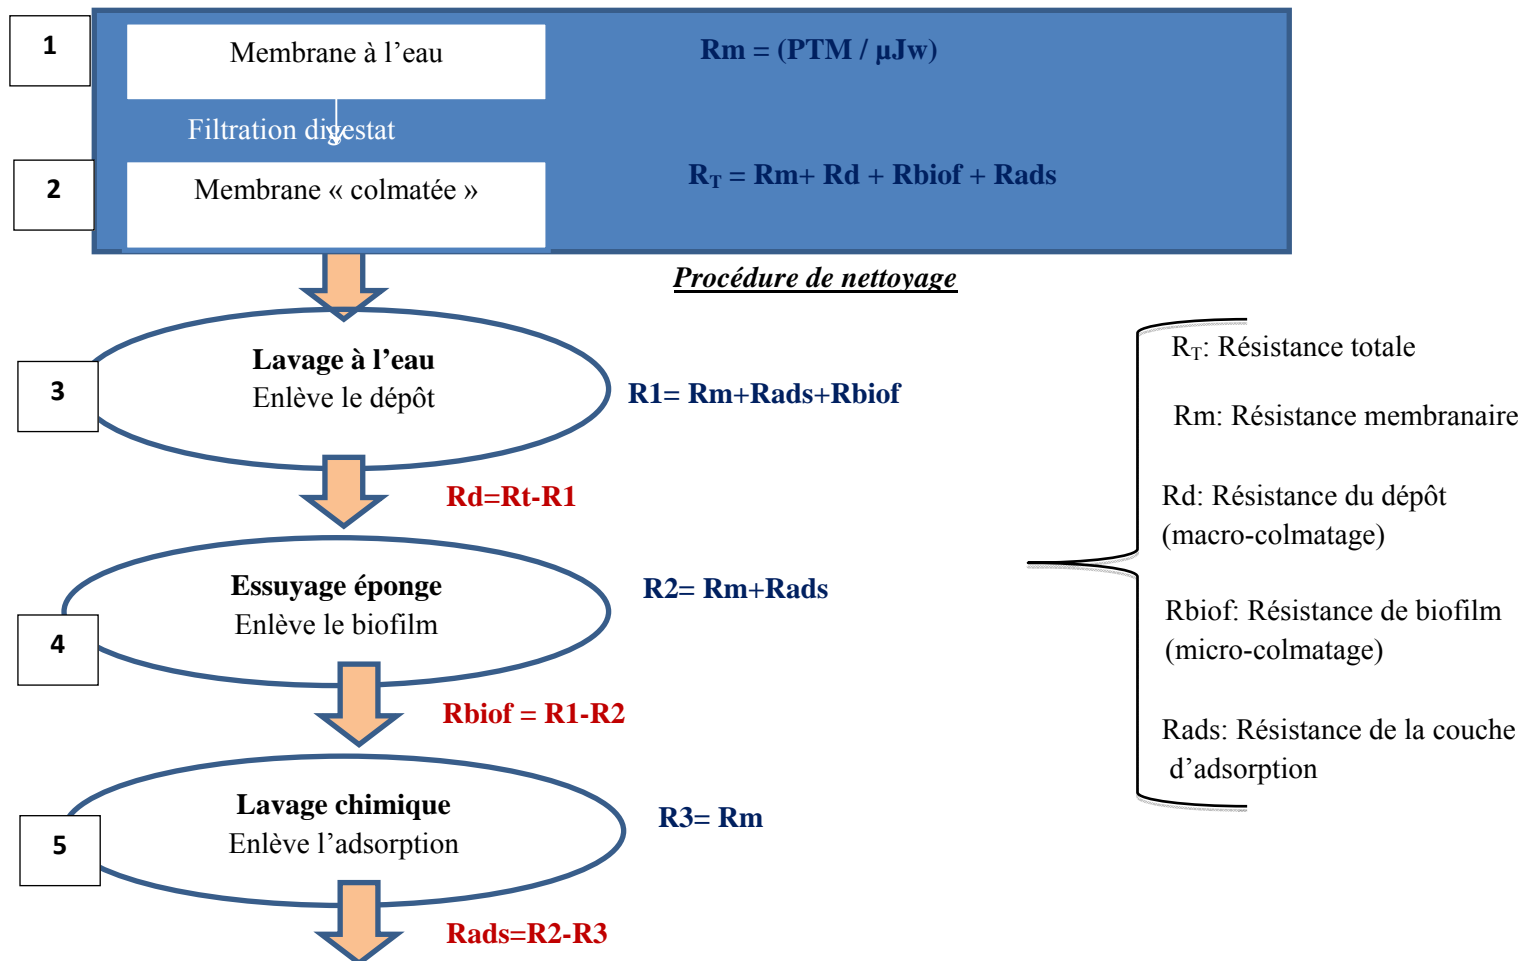 1
Membrane à l’eau
Rm = (PTM / µJw)
Filtration digestat
2
Membrane « colmatée »
R_T = Rm+ Rd + Rbiof + Rads
Procédure de nettoyage
3
Lavage à l’eau
Enlève le dépôt
R1= Rm+Rads+Rbiof
Rd=Rt-R1
4
Essuyage éponge
Enlève le biofilm
R2= Rm+Rads
Rbiof = R1-R2
5
Lavage chimique
Enlève l’adsorption
R3= Rm
Rads=R2-R3
R_T: Résistance totale
Rm: Résistance membranaire
Rd: Résistance du dépôt
(macro-colmatage)
Rbiof: Résistance de biofilm
(micro-colmatage)
Rads: Résistance de la couche
d’adsorption